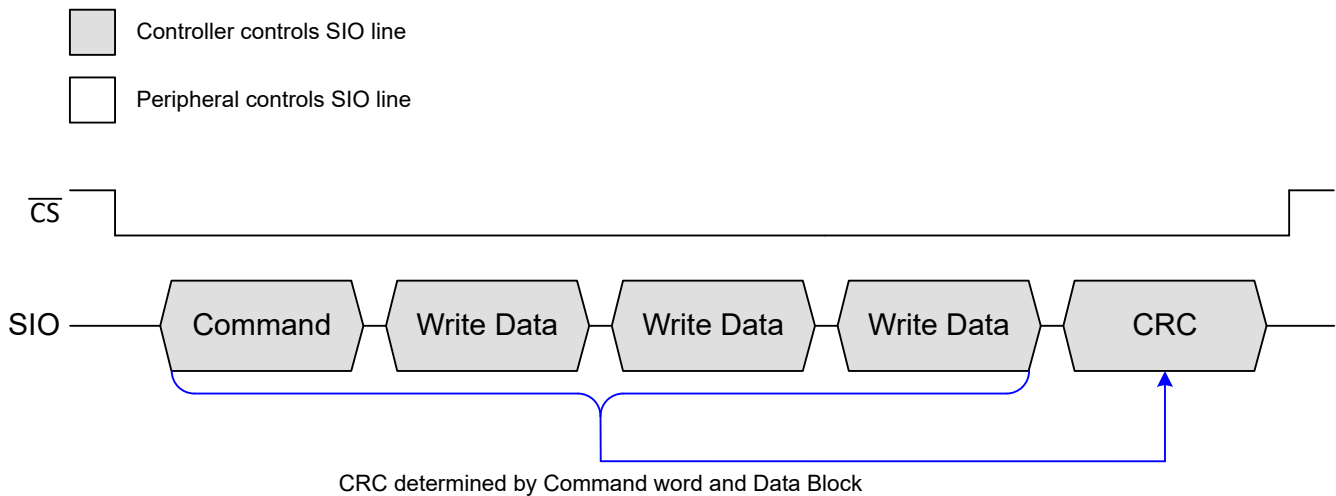 Controller controls SIO line
Peripheral controls SIO line
CS
SIO
Command
Write Data
Write Data
Write Data
CRC
CRC determined by Command word and Data Block